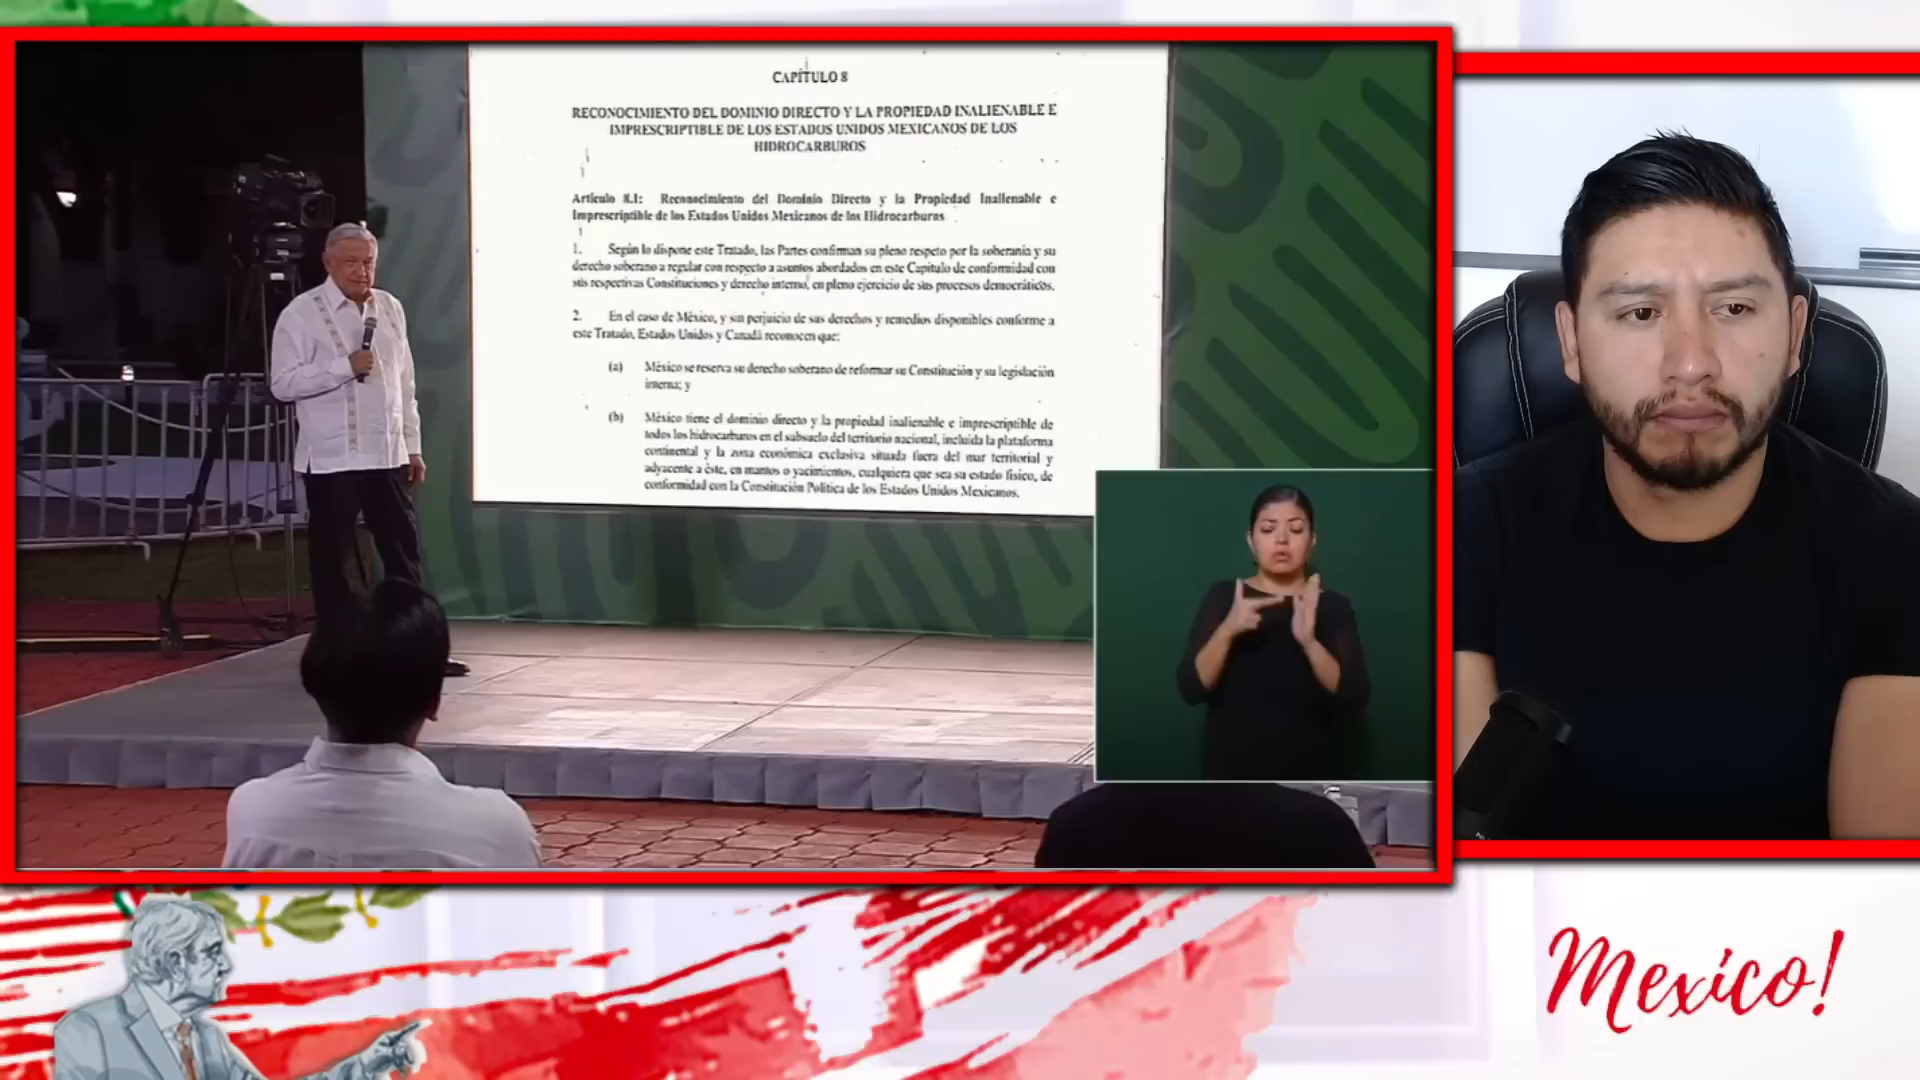 CAPÍTULO 8
RECONOCIMIENTO DEL DOMINIO DIRECTO Y LA PROPIEDAD INALIENABLE E
IMPRESCRIPTIBLE DE LOS ESTADOS UNIDOS MEXICANOS DE LOS
HIDROCARBUROS
Artículo 8.1: Reconocimiento del Dominio Directo y la Propiedad Inalienable e
Imprescriptible de los Estados Unidos Mexicanos de los Hidrocarburos
1. Según lo dispone este Tratado, las Partes confirman su pleno respeto por la soberanía y su
derecho soberano a regular con respecto a asuntos abordados en este Capítulo de conformidad con
sus respectivas Constituciones y derecho interno, en pleno ejercicio de sus procesos democráticos.
2. En el caso de México, y sin perjuicio de sus derechos y remedios disponibles conforme a
este Tratado, Estados Unidos y Canadá reconocen que:
(a) México se reserva su derecho soberano de reformar su Constitución y su legislación
interna; y
(b) México tiene el dominio directo y la propiedad inalienable e imprescriptible de
todos los hidrocarburos en el subsuelo del territorio nacional, incluida la plataforma
continental y la zona económica exclusiva situada fuera del mar territorial y
adyacente a éste, en mantos o yacimientos, cualquiera que sea su estado físico, de
conformidad con la Constitución Política de los Estados Unidos Mexicanos.
Mexico!